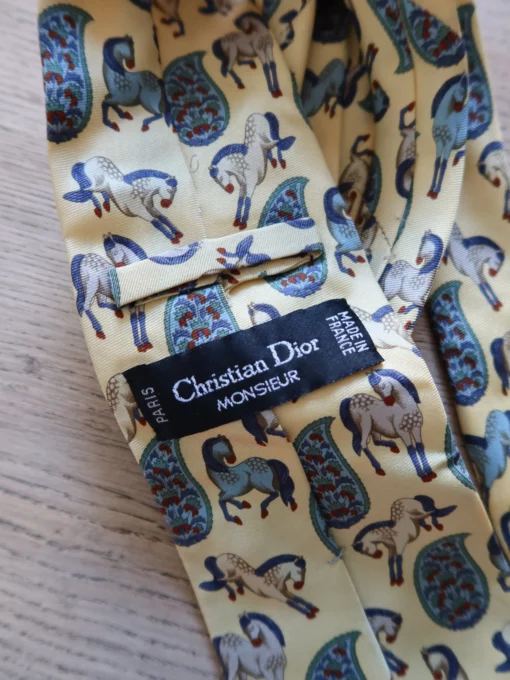 PARIS
Christian Dior
MONSIEUR
MADE IN
FRANCE